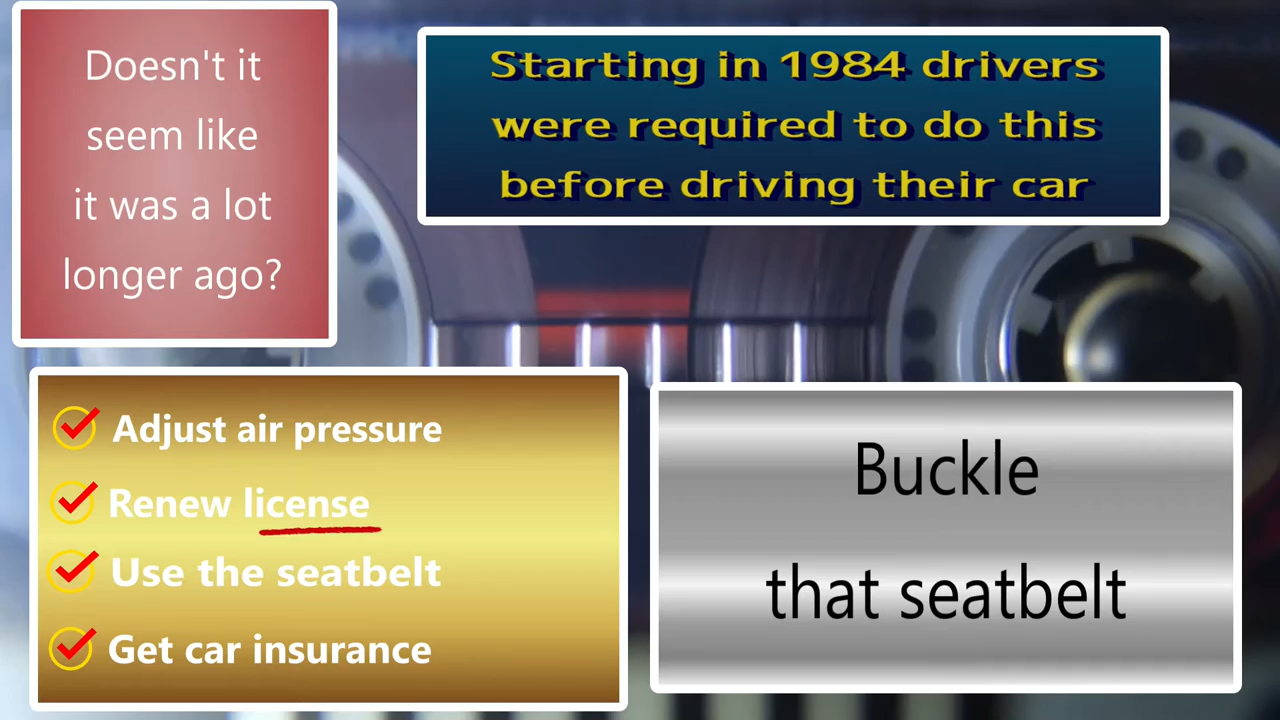 Doesn't it
seem like
it was a lot
longer ago?
Starting in 1984 drivers
were required to do this
before driving their car
Adjust air pressure
Renew license
Use the seatbelt
Get car insurance
Buckle
that seatbelt